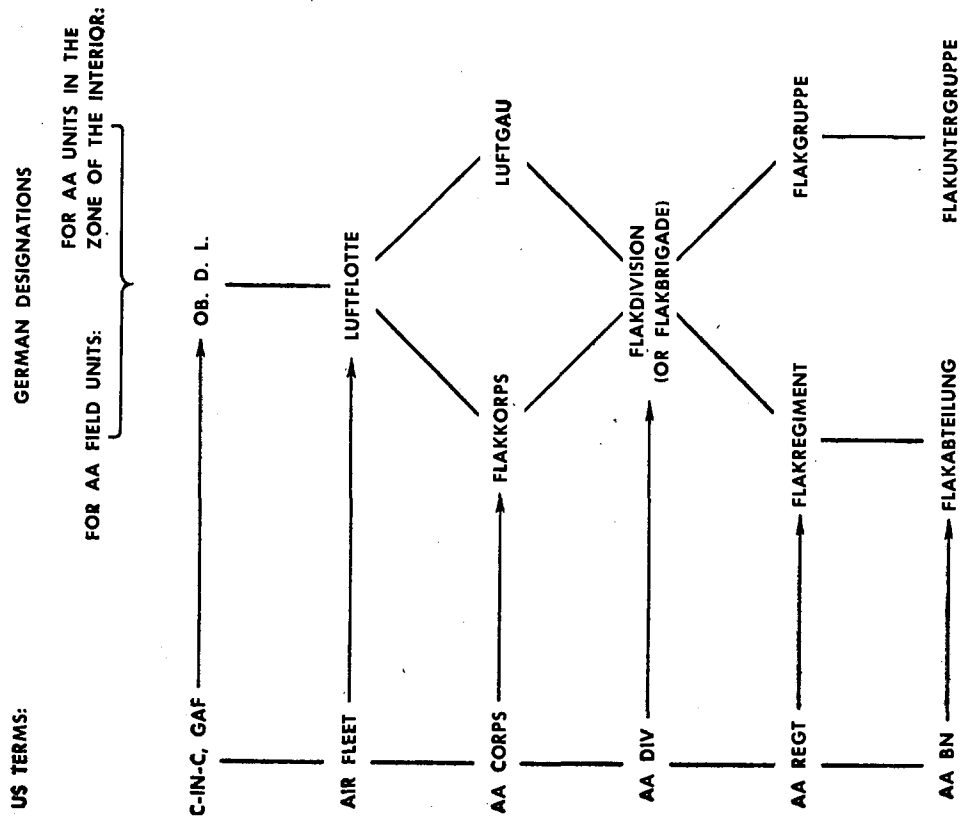 GERMAN DESIGNATIONS
US TERMS:
FOR AA FIELD UNITS:
FOR AA UNITS IN THE
ZONE OF THE INTERIOR:
C-IN-C, GAF
OB. D. L.
AIR FLEET
LUFTFLOTTE
AA CORPS
FLAKKORPS
LUFTGAU
AA DIV
FLAKDIVISION
(OR FLAKBRIGADE)
AA REGT
FLAKREGIMENT
FLAKGRUPPE
AA BN
FLAKABTEILUNG
FLAKUNTERGRUPPE